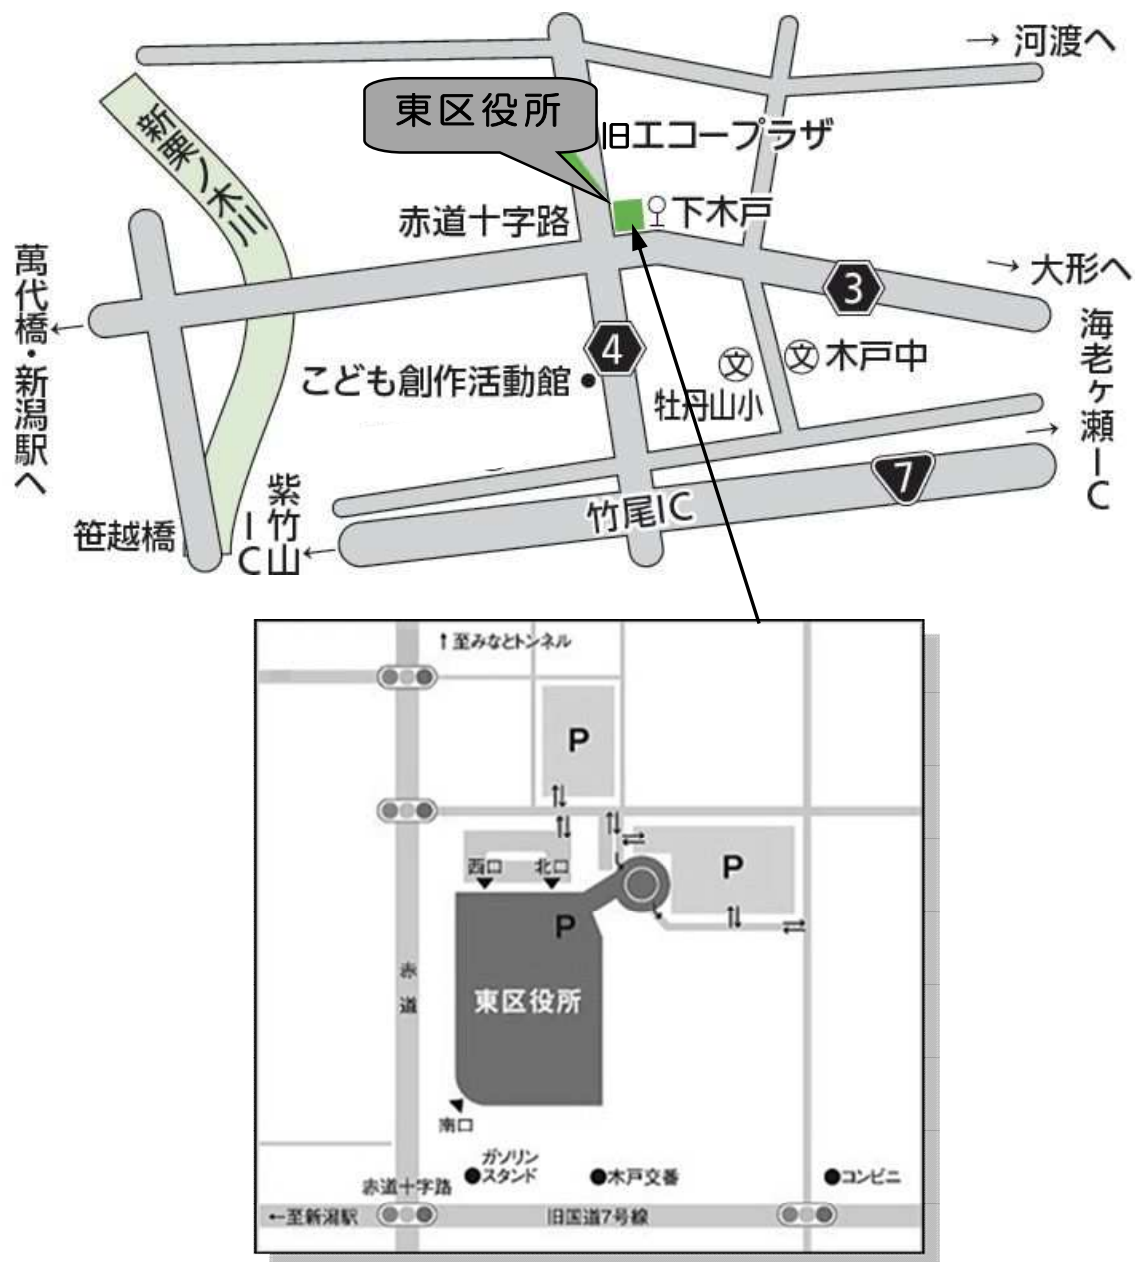 → 河渡へ
東区役所
旧エコープラザ
新栗ノ木川
赤道十字路
下木戸
→ 大形へ
萬代橋・新潟駅へ
←
3
海老ヶ瀬IC
→
4
文
文
木戸中
こども創作活動館
牡丹山小
7
竹尾IC
笹越橋
紫竹山IC
←
↑至みなとトンネル
P
P
西口
北口
P
東区役所
赤道
南口
ガソリン
スタンド
木戸交番
コンビニ
赤道十字路
←至新潟駅
旧国道7号線